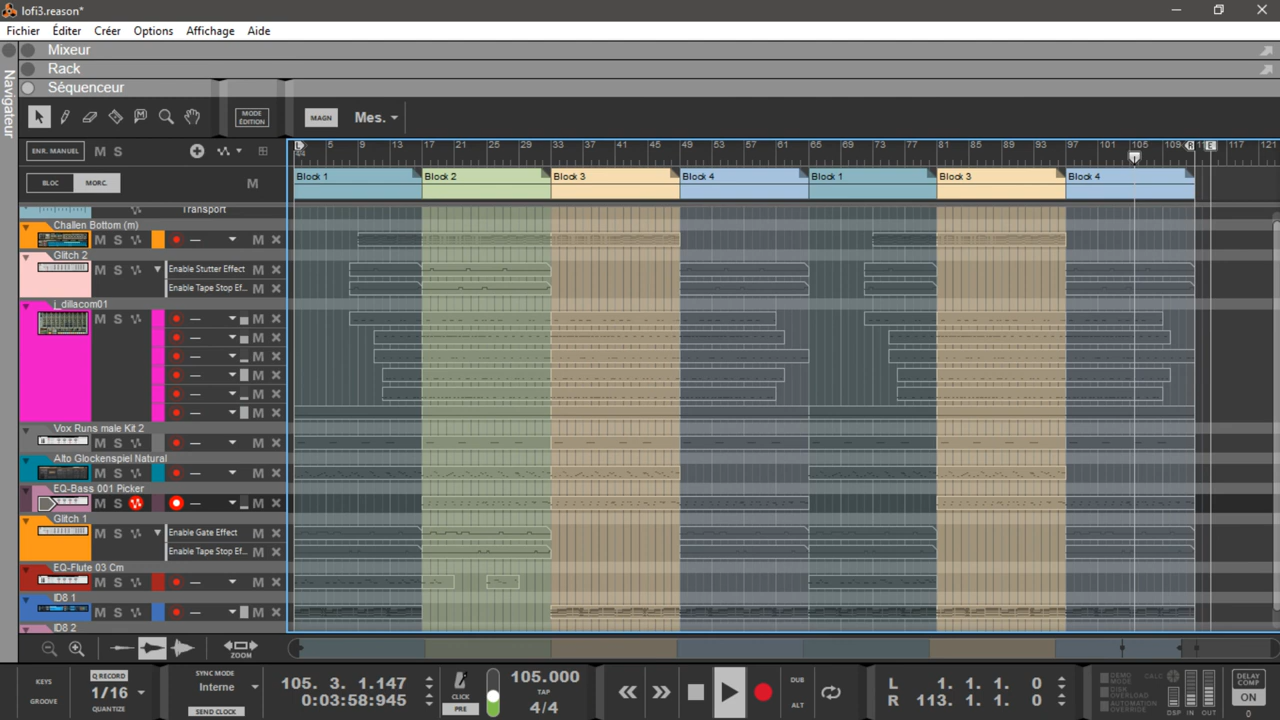 lofi3.reason*
Fichier Éditer Créer Options Affichage Aide
Navigateur
Mixeur
Rack
Séquenceur
MODE ÉDITION
MAGN
Mes.
ENR. MANUEL M S
BLOC MORC. M
5 9 13 17 21 25 29 33 37 41 45 49 53 57 61 65 69 73 77 81 85 89 93 97 101 105 109 117 121
4/4
L R E
Block 1 Block 2 Block 3 Block 4 Block 1 Block 3 Block 4
Transport
Challen Bottom (m)
M S M
Glitch 2
M S Enable Stutter Effect M
Enable Tape Stop Ef... M
j_dillacom01
M S M
M
M
M
M
M
Vox Runs male Kit 2
M S M
Alto Glockenspiel Natural
M S M
EQ-Bass 001 Picker
M S M
Glitch 1
M S Enable Gate Effect M
Enable Tape Stop Ef... M
EQ-Flute 03 Cm
M S M
ID8 1
M S M
ID8 2
ZOOM
KEYS
GROOVE
Q RECORD
1/16
QUANTIZE
SYNC MODE
Interne
SEND CLOCK
105. 3. 1.147
0:03:58:945
CLICK
PRE
105.000
TAP
4/4
DUB
ALT
L 1. 1. 1. 0
R 113. 1. 1. 0
DEMO MODE
DISK OVERLOAD
AUTOMATION OVERRIDE
CALC
DSP IN OUT
DELAY COMP
ON
0